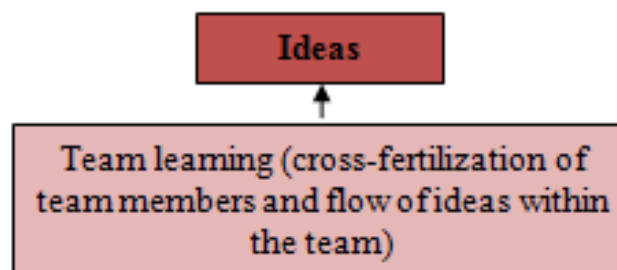 Ideas
Team learning (cross-fertilization of
team members and flow of ideas within
the team)